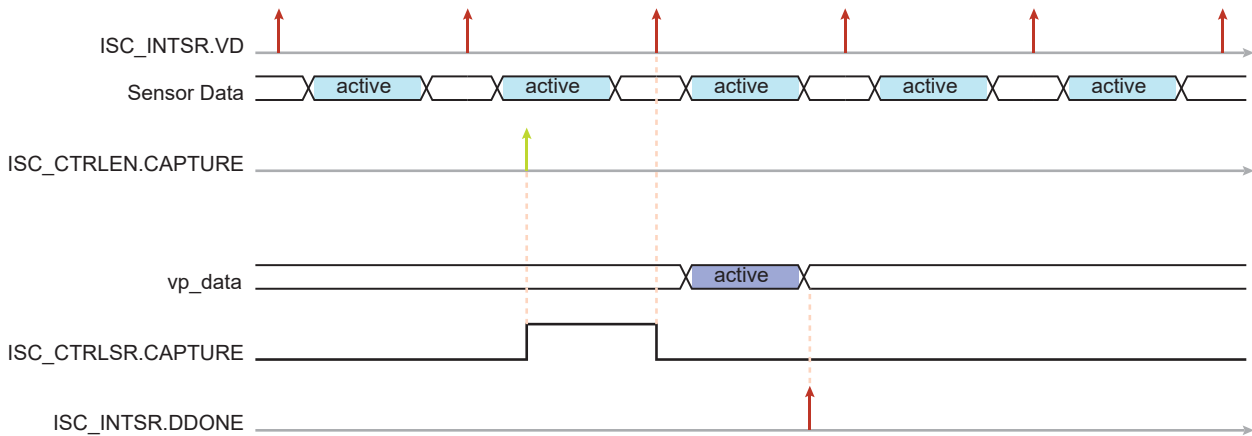 ISC_INTSR.VD
Sensor Data
active active active active active
ISC_CTRLEN.CAPTURE
vp_data
active
ISC_CTRLSR.CAPTURE
ISC_INTSR.DDONE